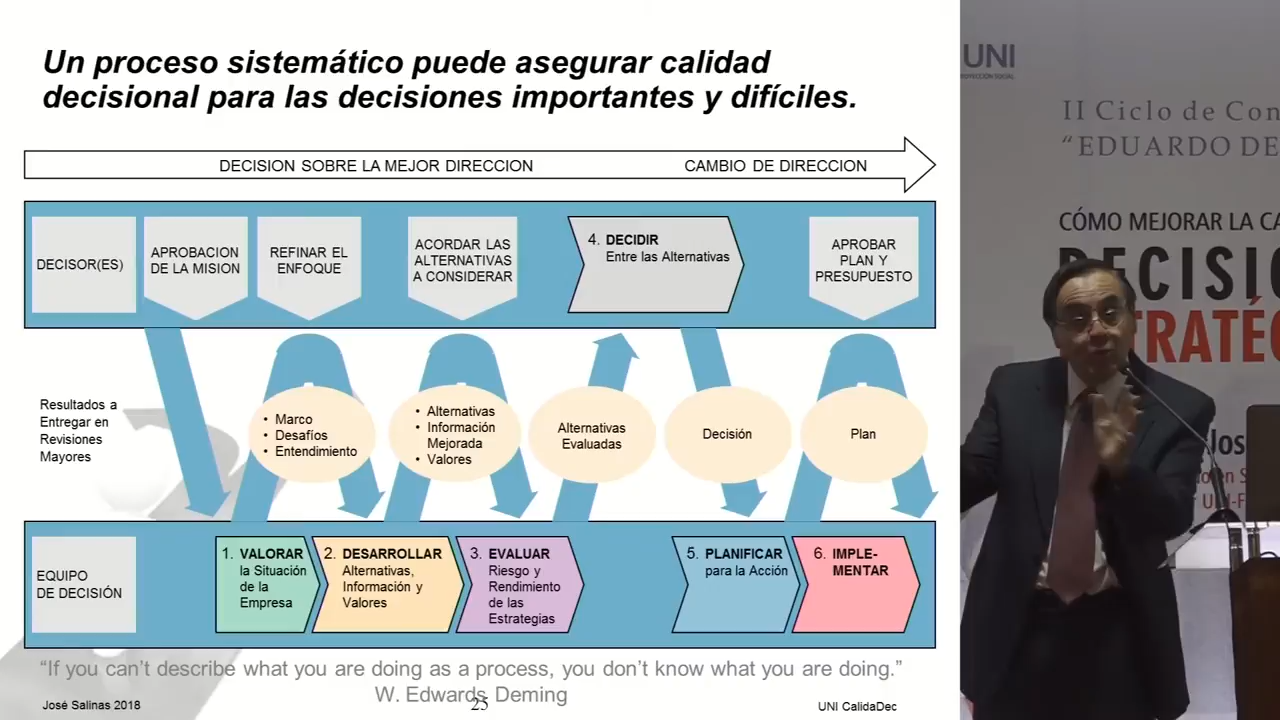 Un proceso sistemático puede asegurar calidad
decisional para las decisiones importantes y difíciles.
DECISION SOBRE LA MEJOR DIRECCION
CAMBIO DE DIRECCION
DECISOR(ES)
APROBACION
DE LA MISION
REFINAR EL
ENFOQUE
ACORDAR LAS
ALTERNATIVAS
A CONSIDERAR
4. DECIDIR
Entre las Alternativas
APROBAR
PLAN Y
PRESUPUESTO
Resultados a
Entregar en
Revisiones
Mayores
• Marco
• Desafíos
• Entendimiento
• Alternativas
• Información
Mejorada
• Valores
Alternativas
Evaluadas
Decisión
Plan
EQUIPO
DE DECISIÓN
1. VALORAR
la Situación
de la
Empresa
2. DESARROLLAR
Alternativas,
Información y
Valores
3. EVALUAR
Riesgo y
Rendimiento
de las
Estrategias
5. PLANIFICAR
para la Acción
6. IMPLE-
MENTAR
“If you can’t describe what you are doing as a process, you don’t know what you are doing.”
W. Edwards Deming
José Salinas 2018
25
UNI CalidaDec
UNI
II Ciclo de Con
“EDUARDO DE
CÓMO MEJORAR LA CA
DECISIO
TRATÉG
los